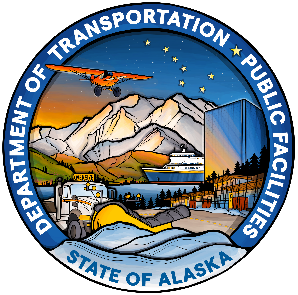 DEPARTMENT OF TRANSPORTATION ★ PUBLIC FACILITIES
STATE OF ALASKA